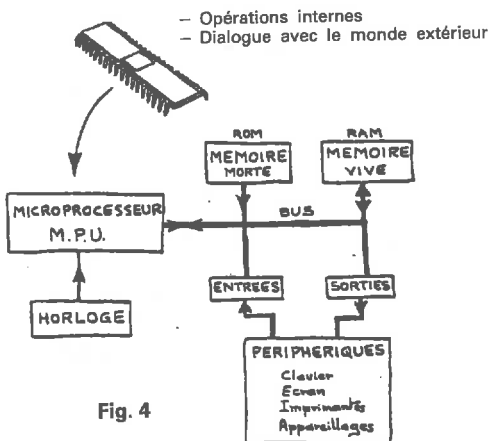 – Opérations internes
– Dialogue avec le monde extérieur
ROM
MEMOIRE
MORTE
RAM
MEMOIRE
VIVE
MICROPROCESSEUR
M.P.U.
BUS
HORLOGE
ENTREES
SORTIES
PERIPHERIQUES
Clavier
Ecran
Imprimantes
Appareillages
Fig. 4